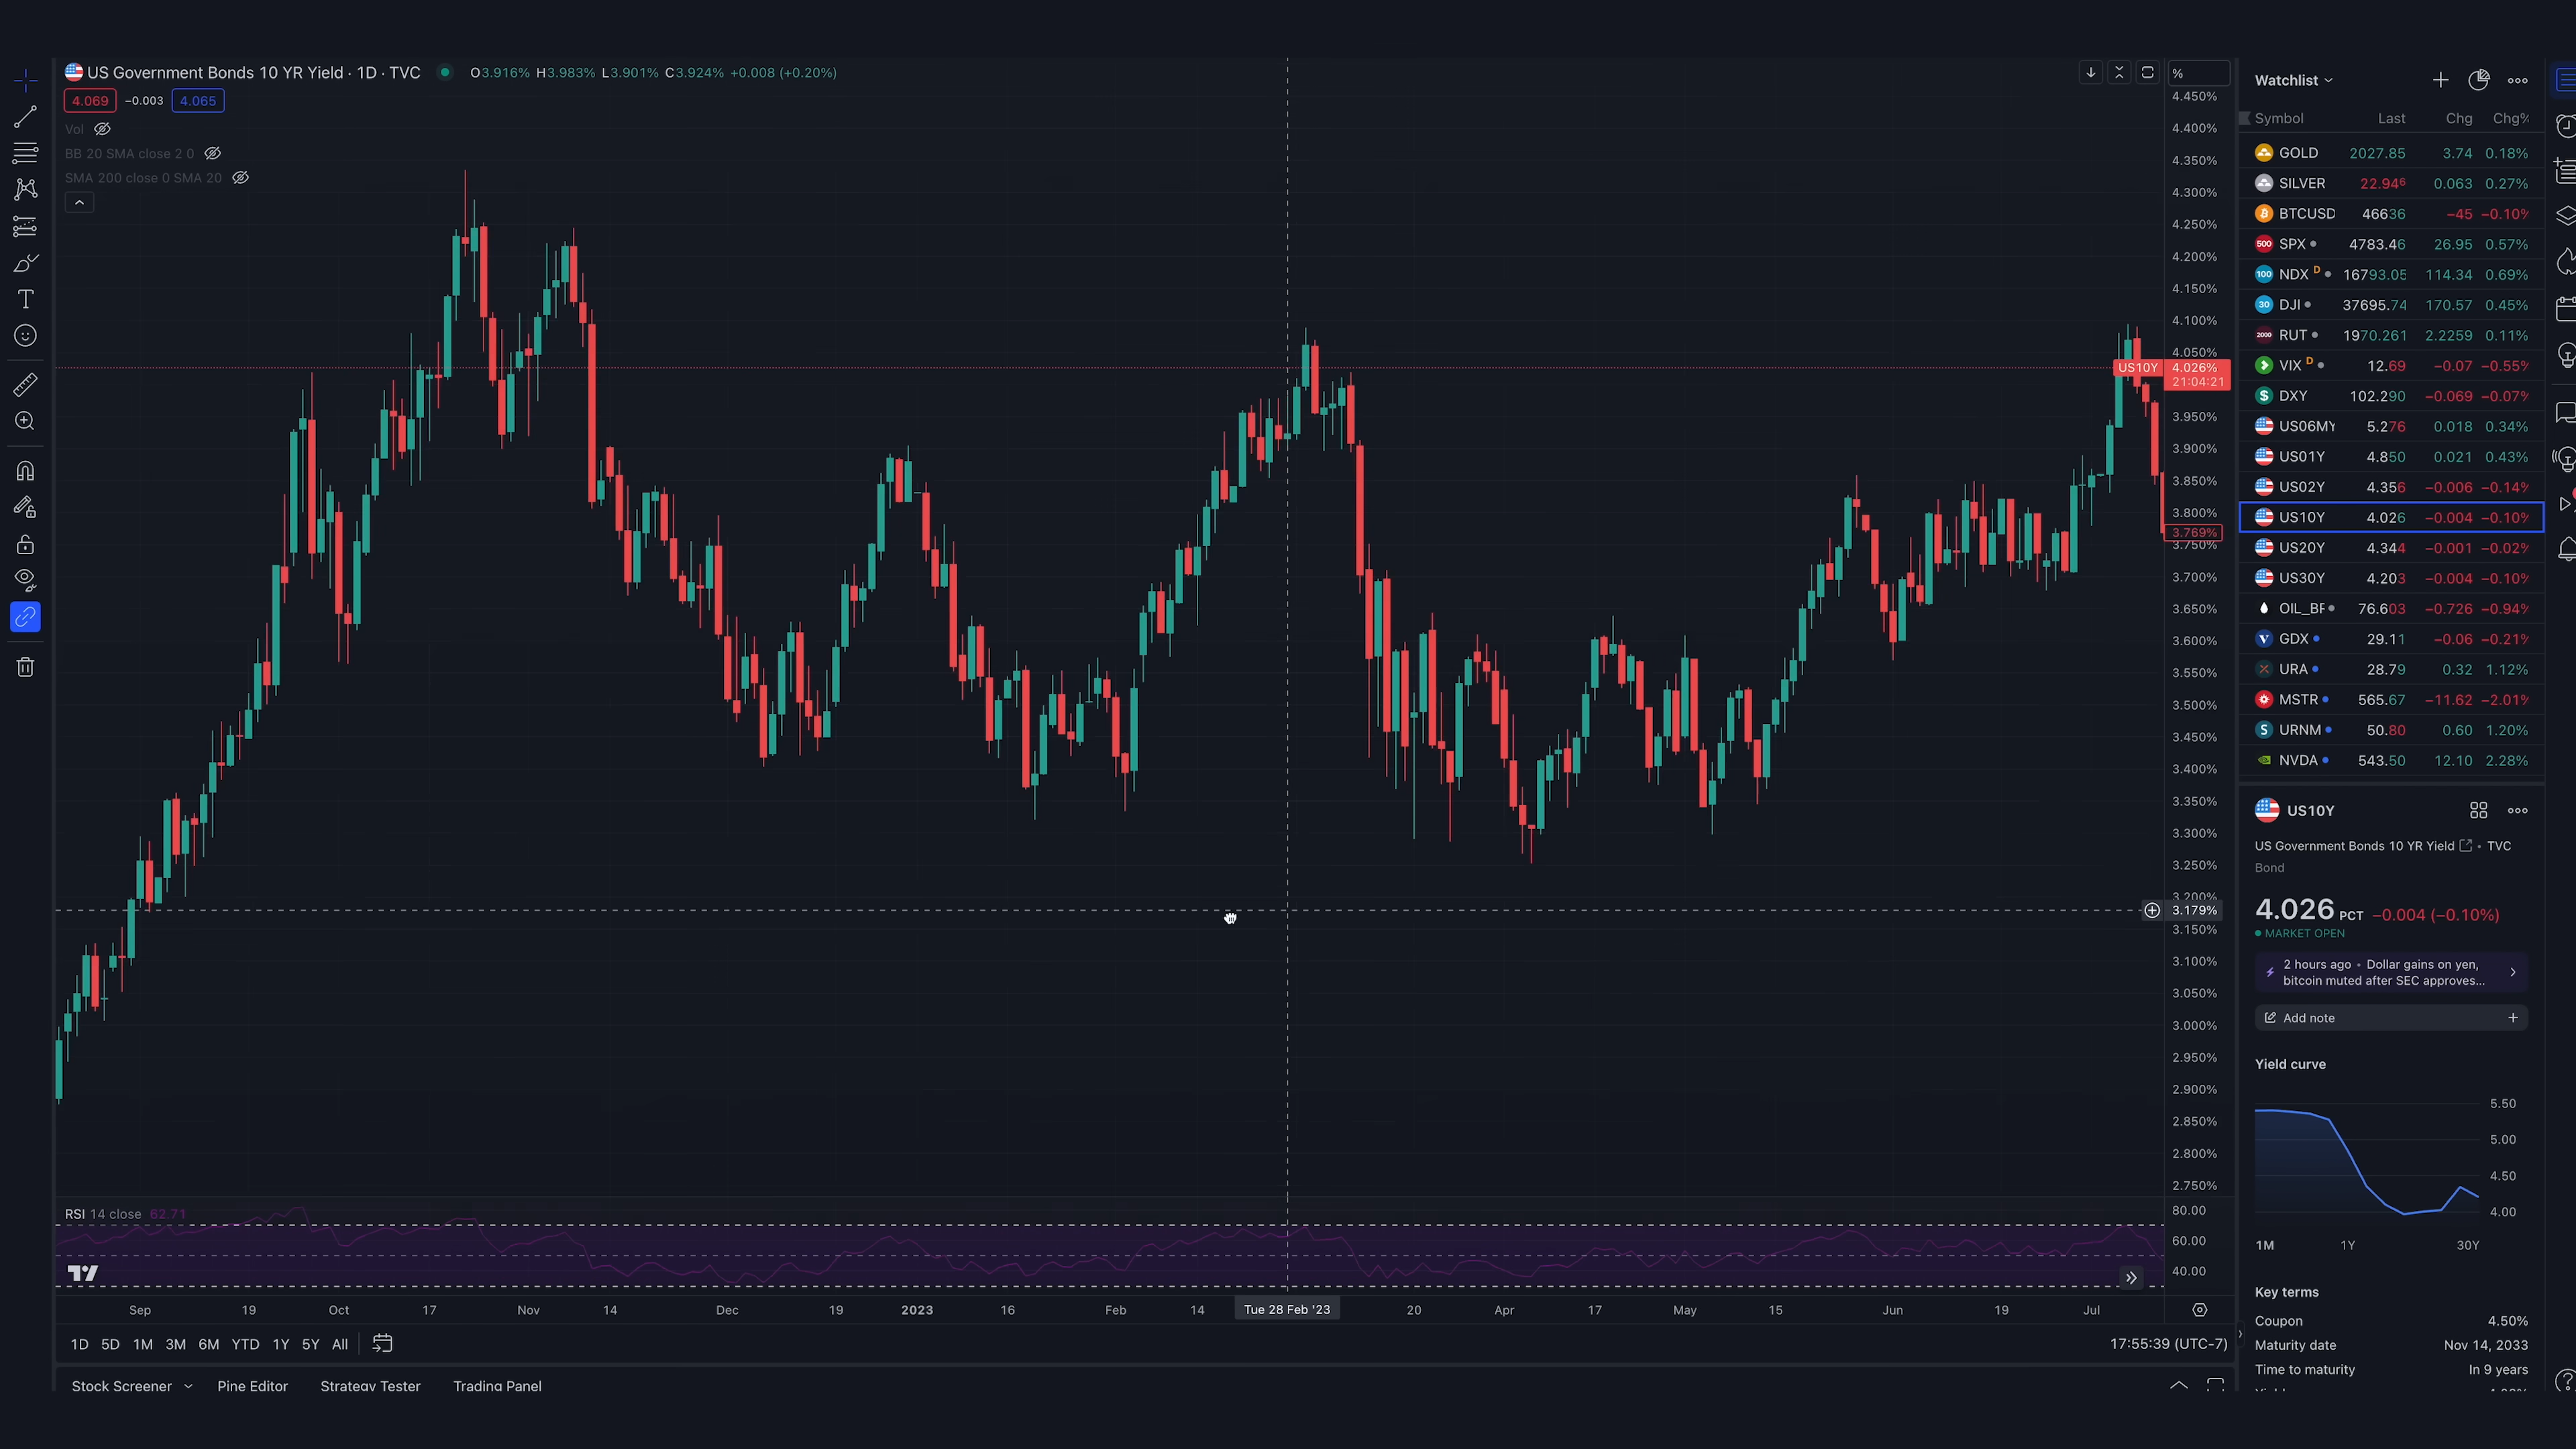 US Government Bonds 10 YR Yield · 1D · TVC O3.916% H3.983% L3.901% C3.924% +0.008 (+0.20%)
4.069 −0.003 4.065
Vol
BB 20 SMA close 2 0
SMA 200 close 0 SMA 20
%
4.450%
4.400%
4.350%
4.300%
4.250%
4.200%
4.150%
4.100%
4.050%
US10Y 4.026%
21:04:21
3.950%
3.900%
3.850%
3.800%
3.769%
3.750%
3.700%
3.650%
3.600%
3.550%
3.500%
3.450%
3.400%
3.350%
3.300%
3.250%
3.200%
3.179%
3.150%
3.100%
3.050%
3.000%
2.950%
2.900%
2.850%
2.800%
2.750%
RSI 14 close 62.71
80.00
60.00
40.00
Sep 19 Oct 17 Nov 14 Dec 19 2023 16 Feb 14 Tue 28 Feb '23 20 Apr 17 May 15 Jun 19 Jul
1D 5D 1M 3M 6M YTD 1Y 5Y All 17:55:39 (UTC-7)
Stock Screener Pine Editor Strategy Tester Trading Panel
Watchlist
Symbol Last Chg Chg%
GOLD 2027.85 3.74 0.18%
SILVER 22.946 0.063 0.27%
BTCUSD 46636 −45 −0.10%
500 SPX 4783.46 26.95 0.57%
100 NDX D 16793.05 114.34 0.69%
30 DJI 37695.74 170.57 0.45%
2000 RUT 1970.261 2.2259 0.11%
VIX D 12.69 −0.07 −0.55%
DXY 102.290 −0.069 −0.07%
US06MY 5.276 0.018 0.34%
US01Y 4.850 0.021 0.43%
US02Y 4.356 −0.006 −0.14%
US10Y 4.026 −0.004 −0.10%
US20Y 4.344 −0.001 −0.02%
US30Y 4.203 −0.004 −0.10%
OIL_BF 76.603 −0.726 −0.94%
GDX 29.11 −0.06 −0.21%
URA 28.79 0.32 1.12%
MSTR 565.67 −11.62 −2.01%
URNM 50.80 0.60 1.20%
NVDA 543.50 12.10 2.28%
US10Y
US Government Bonds 10 YR Yield • TVC
Bond
4.026 PCT −0.004 (−0.10%)
MARKET OPEN
2 hours ago • Dollar gains on yen,
bitcoin muted after SEC approves...
Add note
Yield curve
5.50
5.00
4.50
4.00
1M 1Y 30Y
Key terms
Coupon 4.50%
Maturity date Nov 14, 2033
Time to maturity In 9 years